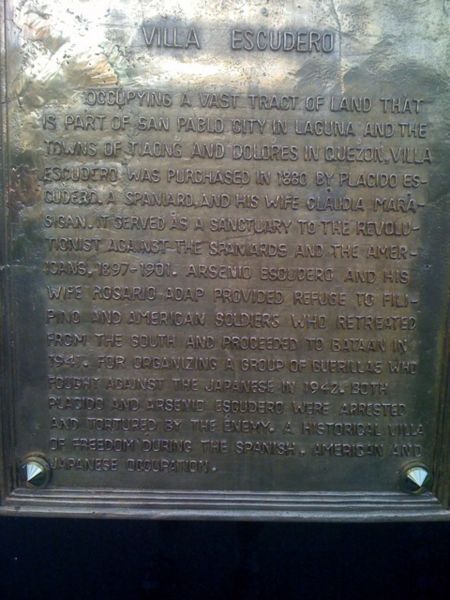 VILLA ESCUDERO
OCCUPYING A VAST TRACT OF LAND THAT
IS PART OF SAN PABLO CITY IN LAGUNA AND THE
TOWNS OF TIAONG AND DOLORES IN QUEZON, VILLA
ESCUDERO WAS PURCHASED IN 1880 BY PLACIDO ES-
CUDERO, A SPANIARD, AND HIS WIFE CLAUDIA MARA-
SIGAN. IT SERVED AS A SANCTUARY TO THE REVOLU-
TIONIST AGAINST THE SPANIARDS AND THE AMER-
ICANS, 1897-1901. ARSENIO ESCUDERO AND HIS
WIFE ROSARIO ADAP PROVIDED REFUGE TO FILI-
PINO AND AMERICAN SOLDIERS WHO RETREATED
FROM THE SOUTH AND PROCEEDED TO BATAAN IN
1947. FOR ORGANIZING A GROUP OF GUERILLAS WHO
FOUGHT AGAINST THE JAPANESE IN 1942. BOTH
PLACIDO AND ARSENIO ESCUDERO WERE ARRESTED
AND TORTURED BY THE ENEMY. A HISTORICAL VILLA
OF FREEDOM DURING THE SPANISH, AMERICAN AND
JAPANESE OCCUPATION.